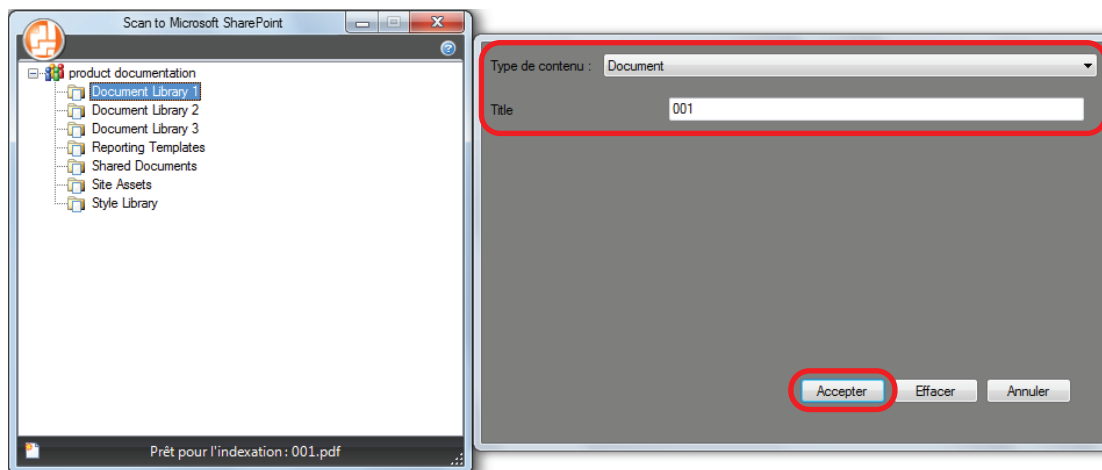 Scan to Microsoft SharePoint
product documentation
Document Library 1
Document Library 2
Document Library 3
Reporting Templates
Shared Documents
Site Assets
Style Library
Prêt pour l'indexation : 001.pdf
Type de contenu : Document
Title 001
Accepter Effacer Annuler